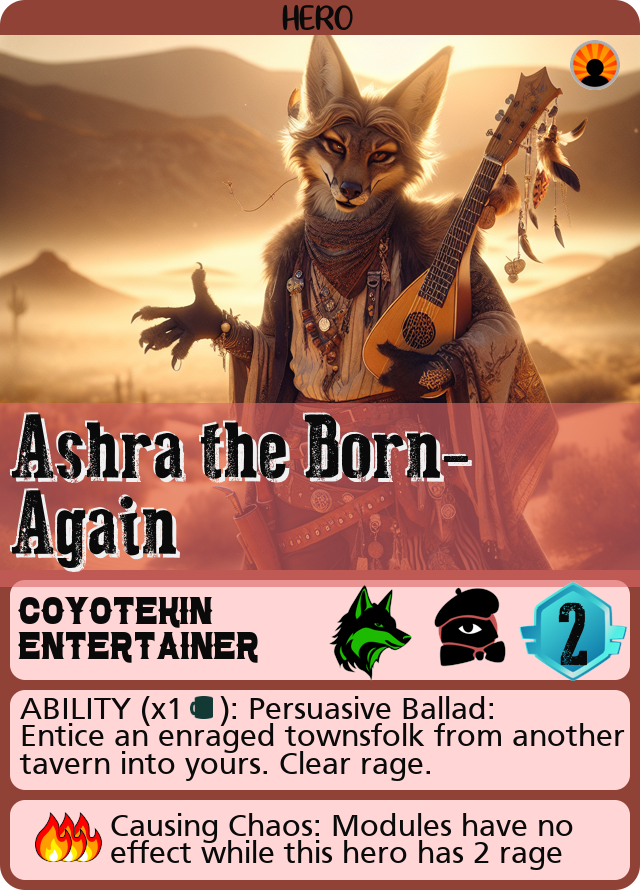 HERO
Ashra the Born-
Again
COYOTEKIN
ENTERTAINER
2
ABILITY (x1 ): Persuasive Ballad:
Entice an enraged townsfolk from another
tavern into yours. Clear rage.
Causing Chaos: Modules have no
effect while this hero has 2 rage